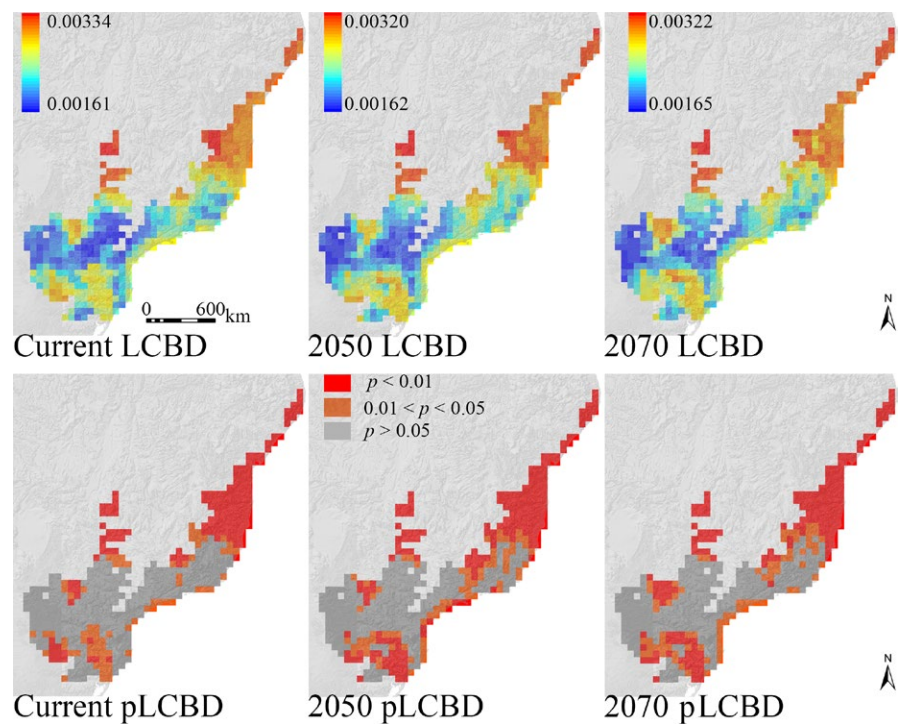 0.00334
0.00161
0.00320
0.00162
0.00322
0.00165
0 600
km
N
Current LCBD
2050 LCBD
2070 LCBD
p < 0.01
0.01 < p < 0.05
p > 0.05
N
Current pLCBD
2050 pLCBD
2070 pLCBD